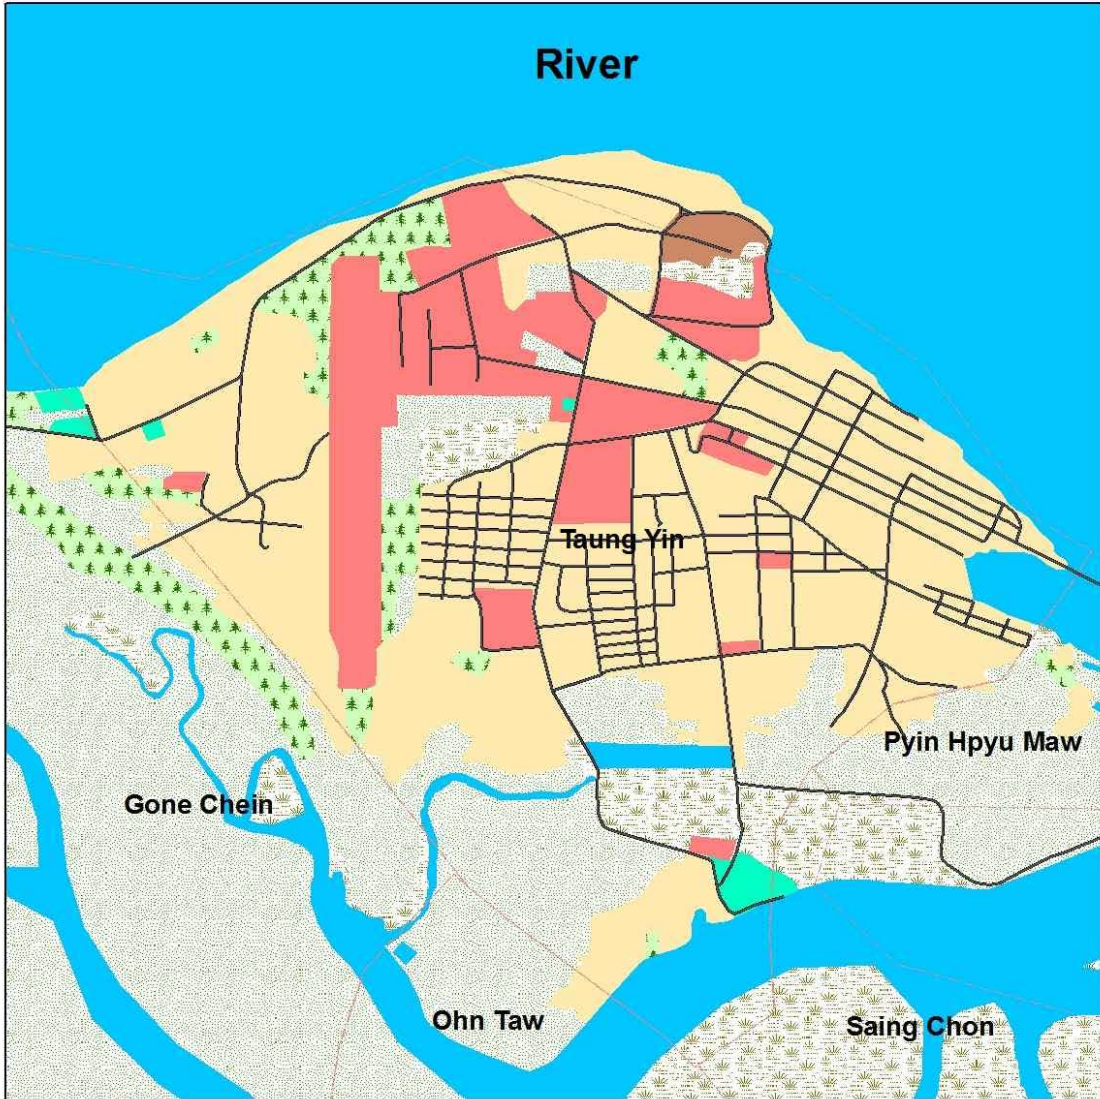 River
Taung Yin
Pyin Hpyu Maw
Gone Chein
Ohn Taw
Saing Chon